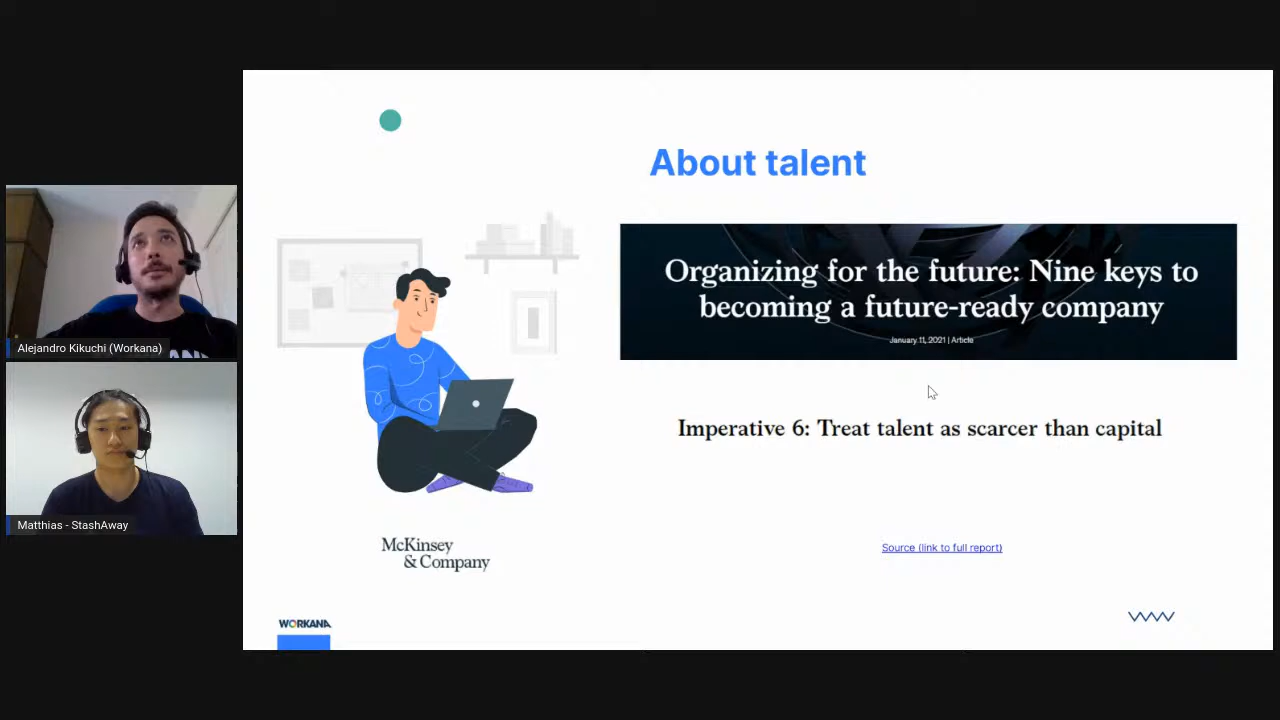 About talent
Organizing for the future: Nine keys to
becoming a future-ready company
January 11, 2021 | Article
Imperative 6: Treat talent as scarcer than capital
Source (link to full report)
McKinsey
& Company
WORKANA
Alejandro Kikuchi (Workana)
Matthias - StashAway